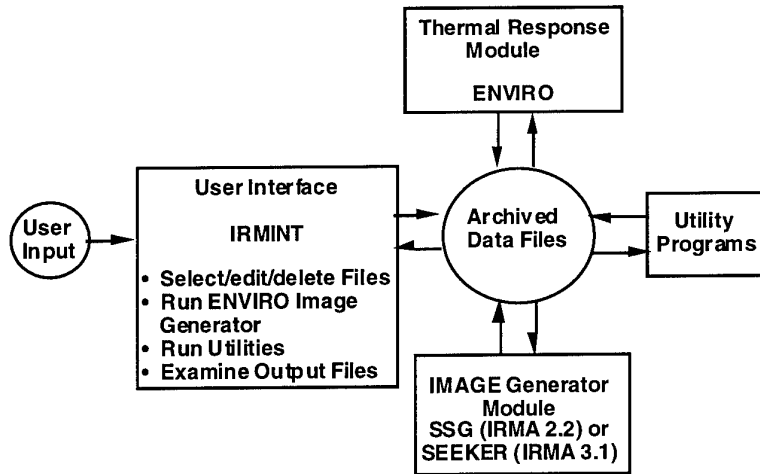 Thermal Response
Module
ENVIRO
User Interface
IRMINT
• Select/edit/delete Files
• Run ENVIRO Image
Generator
• Run Utilities
• Examine Output Files
User
Input
Archived
Data Files
Utility
Programs
IMAGE Generator
Module
SSG (IRMA 2.2) or
SEEKER (IRMA 3.1)